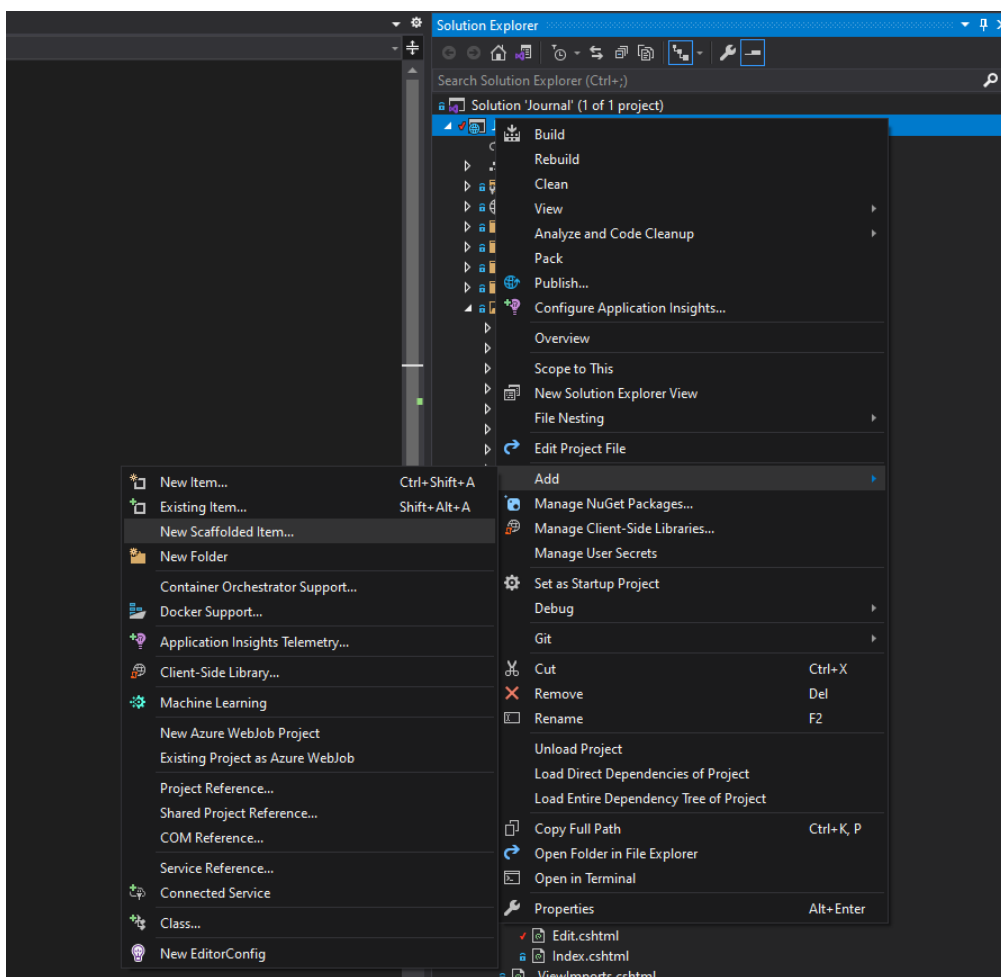 Solution Explorer
Search Solution Explorer (Ctrl+;)
Solution 'Journal' (1 of 1 project)
Build
Rebuild
Clean
View
Analyze and Code Cleanup
Pack
Publish...
Configure Application Insights...
Overview
Scope to This
New Solution Explorer View
File Nesting
Edit Project File
Add
Manage NuGet Packages...
Manage Client-Side Libraries...
Manage User Secrets
Set as Startup Project
Debug
Git
Cut Ctrl+X
Remove Del
Rename F2
Unload Project
Load Direct Dependencies of Project
Load Entire Dependency Tree of Project
Copy Full Path Ctrl+K, P
Open Folder in File Explorer
Open in Terminal
Properties Alt+Enter
New Item... Ctrl+Shift+A
Existing Item... Shift+Alt+A
New Scaffolded Item...
New Folder
Container Orchestrator Support...
Docker Support...
Application Insights Telemetry...
Client-Side Library...
Machine Learning
New Azure WebJob Project
Existing Project as Azure WebJob
Project Reference...
Shared Project Reference...
COM Reference...
Service Reference...
Connected Service
Class...
New EditorConfig
Edit.cshtml
Index.cshtml
ViewImports.cshtml